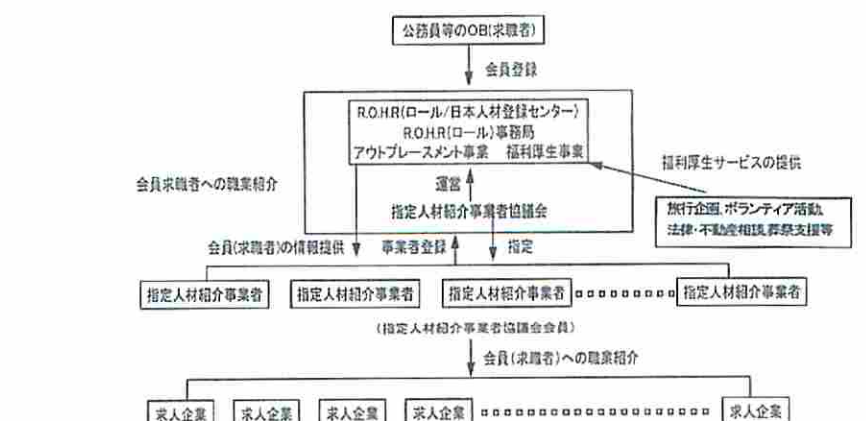 公務員等のOB(求職者)
会員登録
R.O.H.R(ロール/日本人材登録センター)
R.O.H.R(ロール)事務局
アウトプレースメント事業 福利厚生事業
福利厚生サービスの提供
会員求職者への職業紹介
運営
指定人材紹介事業者協議会
旅行企画、ボランティア活動、
法律・不動産相談、葬祭支援等
会員(求職者)の情報提供 事業者登録 指定
指定人材紹介事業者 指定人材紹介事業者 指定人材紹介事業者 指定人材紹介事業者
(指定人材紹介事業者協議会会員)
会員(求職者)への職業紹介
求人企業 求人企業 求人企業 求人企業 求人企業